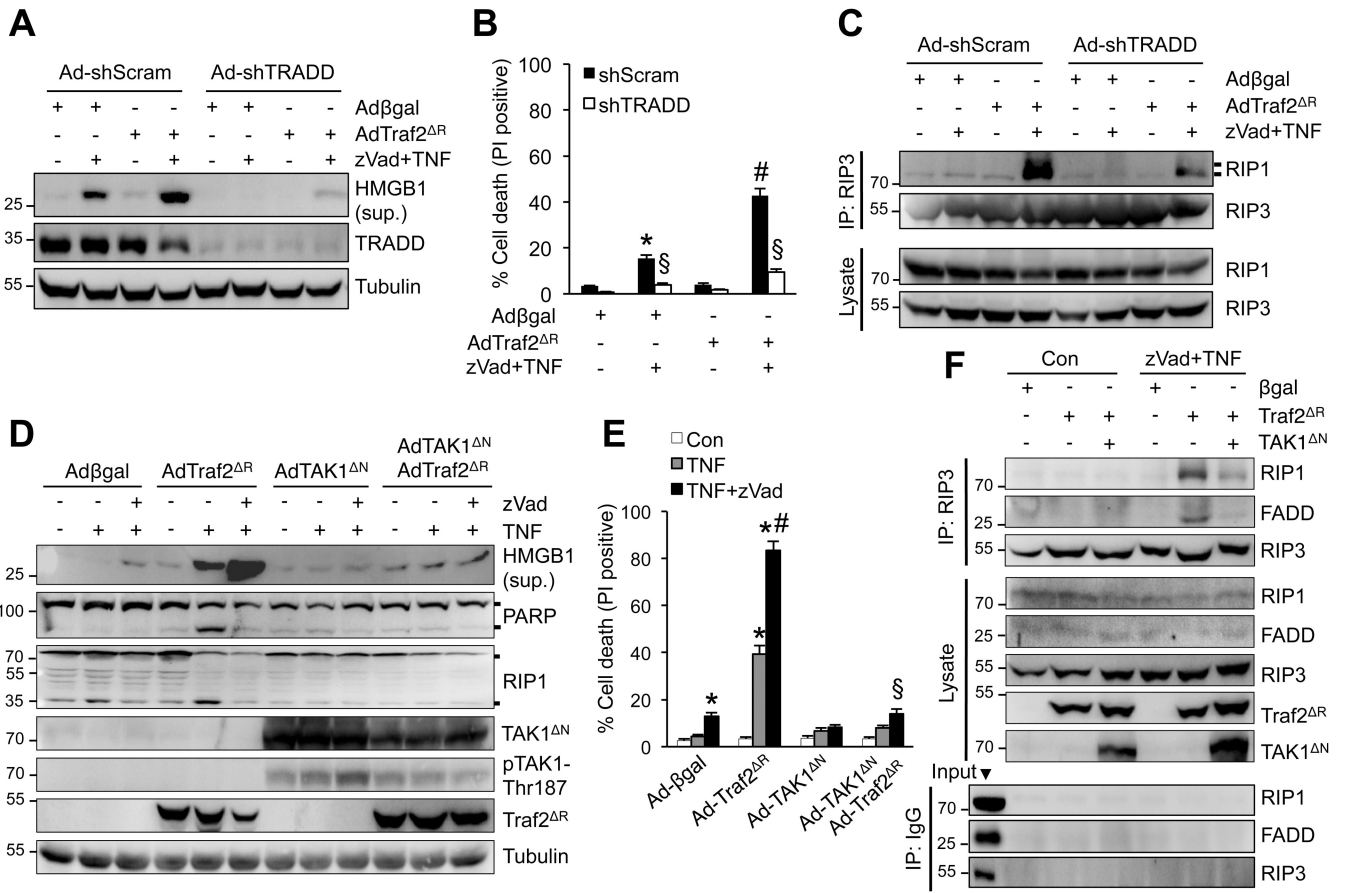 A
Ad-shScram Ad-shTRADD
+ + - - + + - - Adβgal
- - + + - - + + AdTraf2ΔR
- + - + - + - + zVad+TNF
25 HMGB1
(sup.)
35 TRADD
55 Tubulin
B
% Cell death (PI positive)
100
80
60
40
20
0
shScram
shTRADD
* § # §
Adβgal + + - -
AdTraf2ΔR - - + +
zVad+TNF - + - +
C
Ad-shScram Ad-shTRADD
+ + - - + + - - Adβgal
- - + + - - + + AdTraf2ΔR
- + - + - + - + zVad+TNF
IP: RIP3
70 RIP1
55 RIP3
Lysate
70 RIP1
55 RIP3
D
Adβgal AdTraf2ΔR AdTAK1ΔN AdTAK1ΔN
AdTraf2ΔR
- - + - - + - - + - - + zVad
- + + - + + - + + - + + TNF
25 HMGB1
(sup.)
100 PARP
70
55
35 RIP1
70 TAK1ΔN
70 pTAK1-
Thr187
55 Traf2ΔR
55 Tubulin
E
Con
TNF
TNF+zVad
% Cell death (PI positive)
100
80
60
40
20
0
* * *# §
Ad-βgal
Ad-Traf2ΔR
Ad-TAK1ΔN
Ad-TAK1ΔN
Ad-Traf2ΔR
F
Con zVad+TNF
+ - - + - - βgal
- + + - + + Traf2ΔR
- - + - - + TAK1ΔN
IP: RIP3
70 RIP1
25 FADD
55 RIP3
Lysate
70 RIP1
25 FADD
55 RIP3
55 Traf2ΔR
70 TAK1ΔN
Input
IP: IgG
70 RIP1
25 FADD
55 RIP3